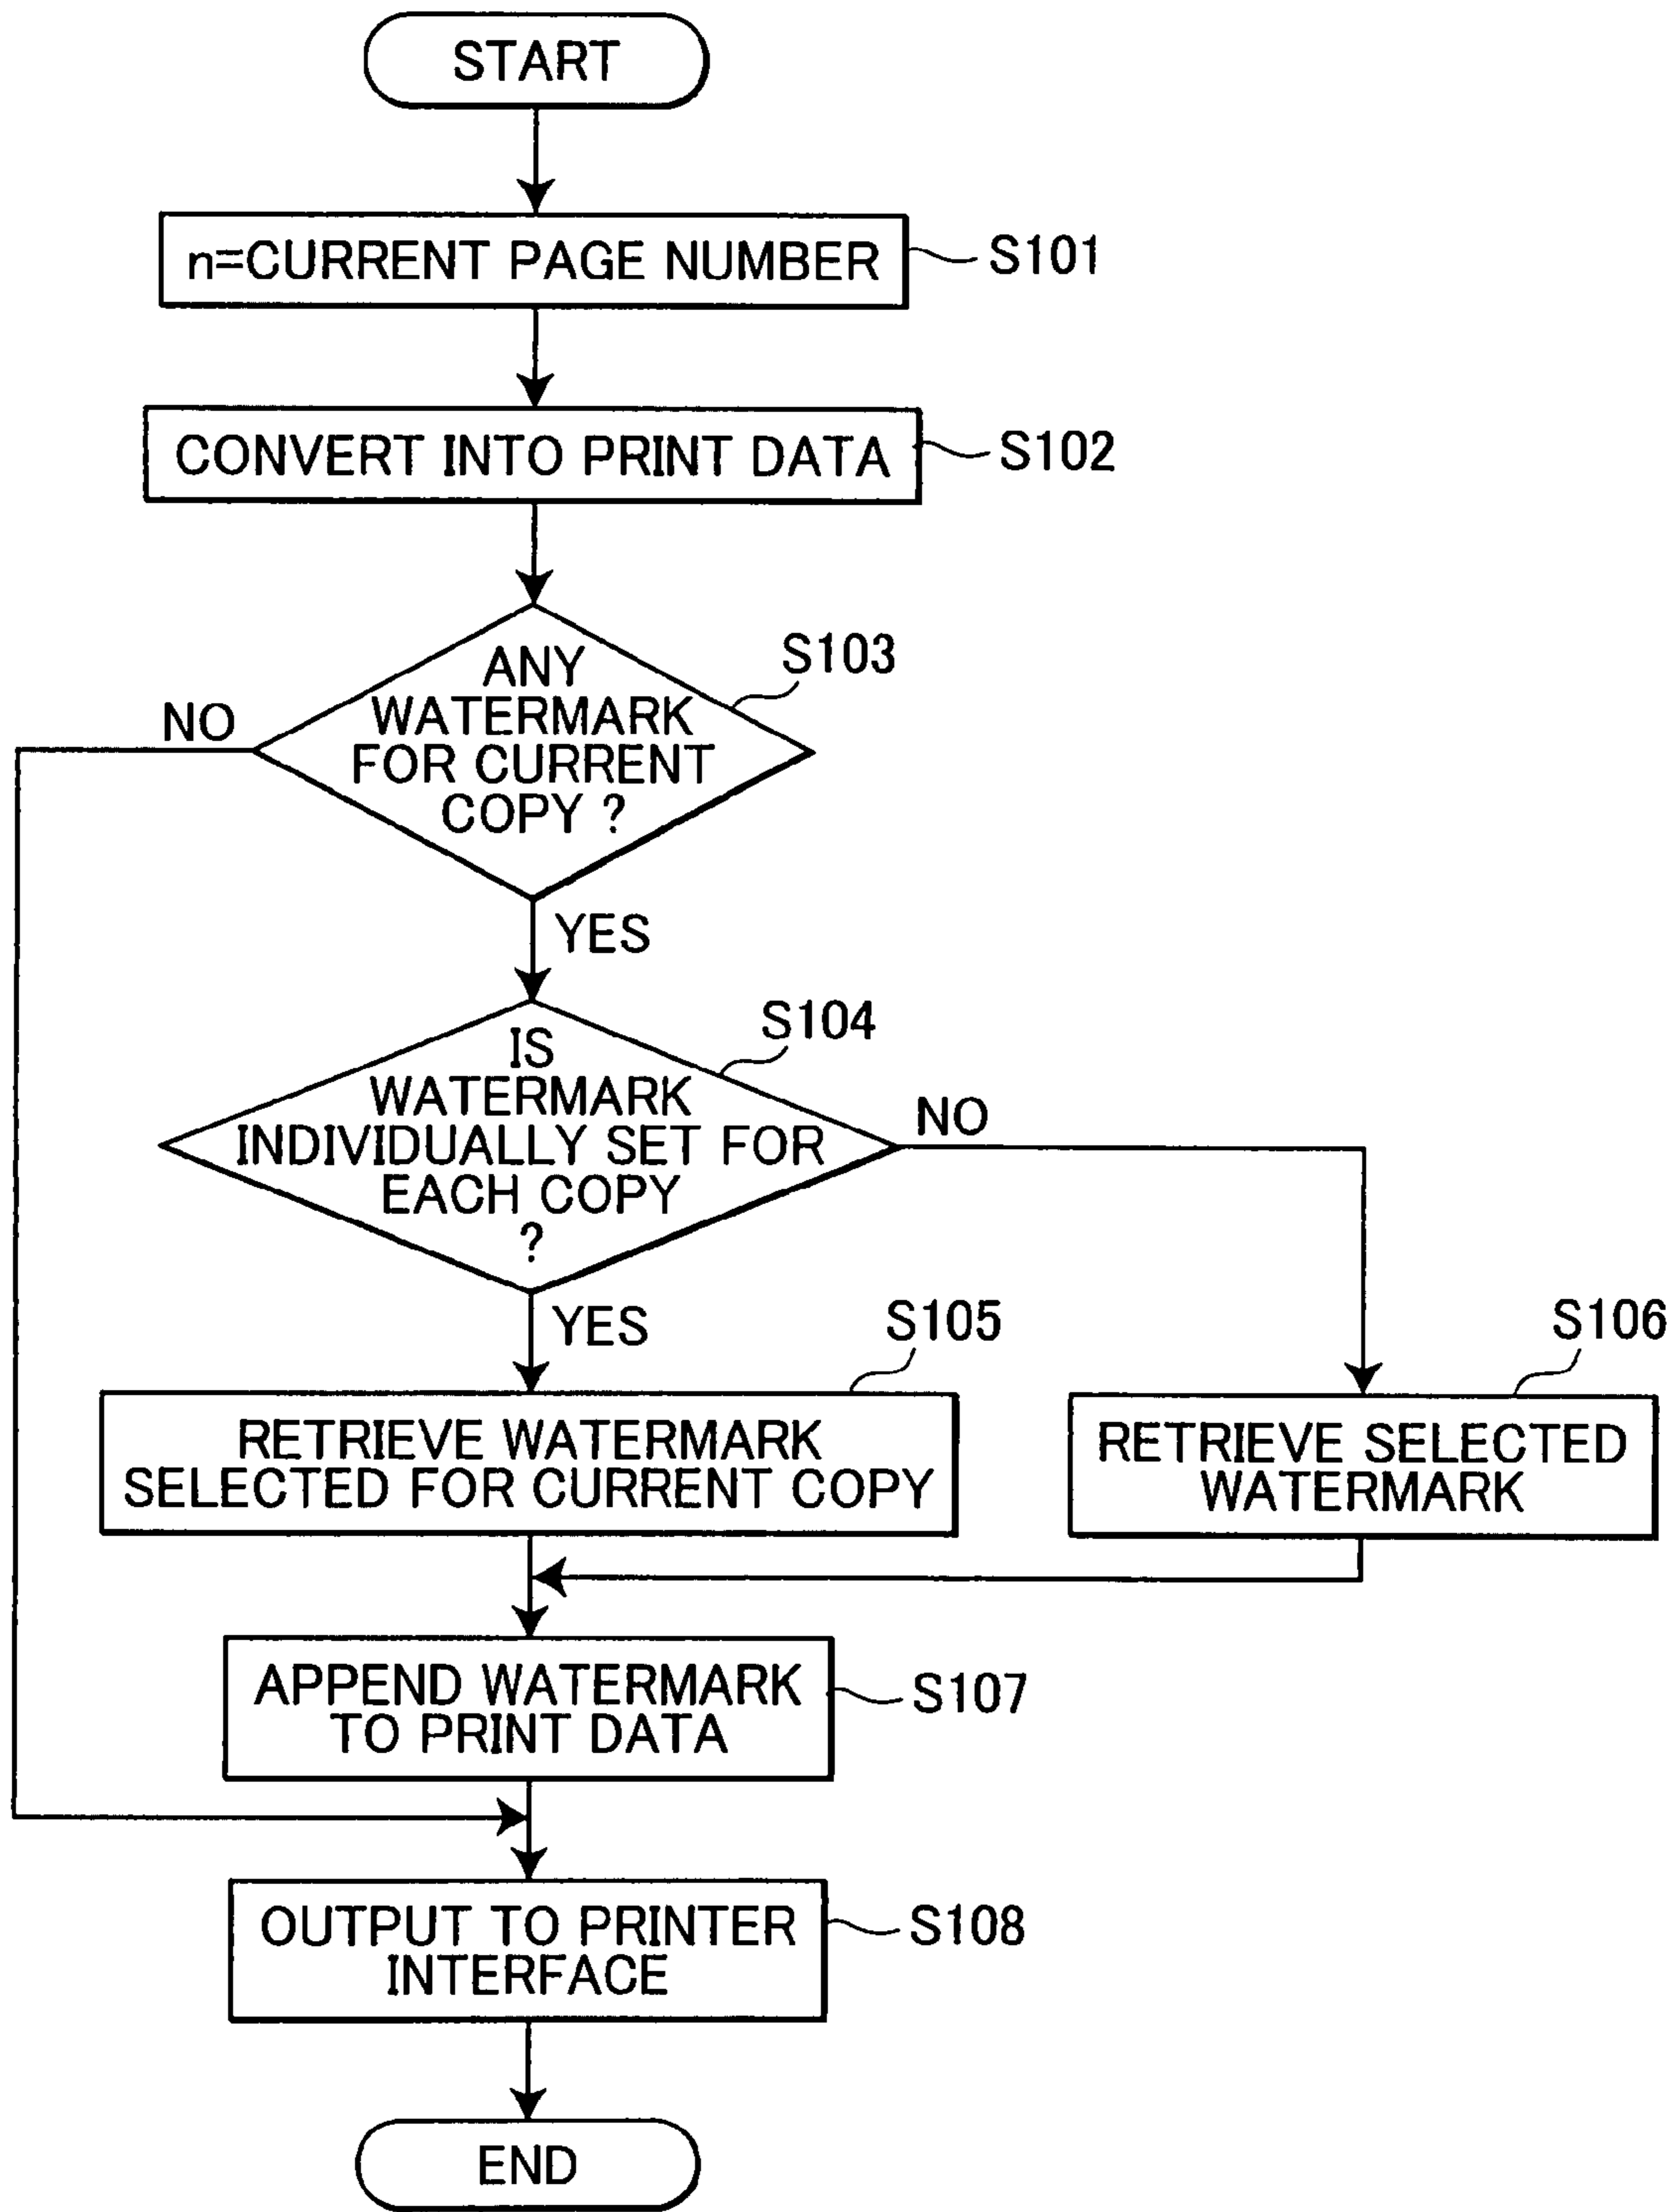 START
n=CURRENT PAGE NUMBER
S101
CONVERT INTO PRINT DATA
S102
ANY
WATERMARK
FOR CURRENT
COPY ?
S103
NO
YES
IS
WATERMARK
INDIVIDUALLY SET FOR
EACH COPY
?
S104
NO
YES
S105
RETRIEVE WATERMARK
SELECTED FOR CURRENT COPY
S106
RETRIEVE SELECTED
WATERMARK
APPEND WATERMARK
TO PRINT DATA
S107
OUTPUT TO PRINTER
INTERFACE
S108
END